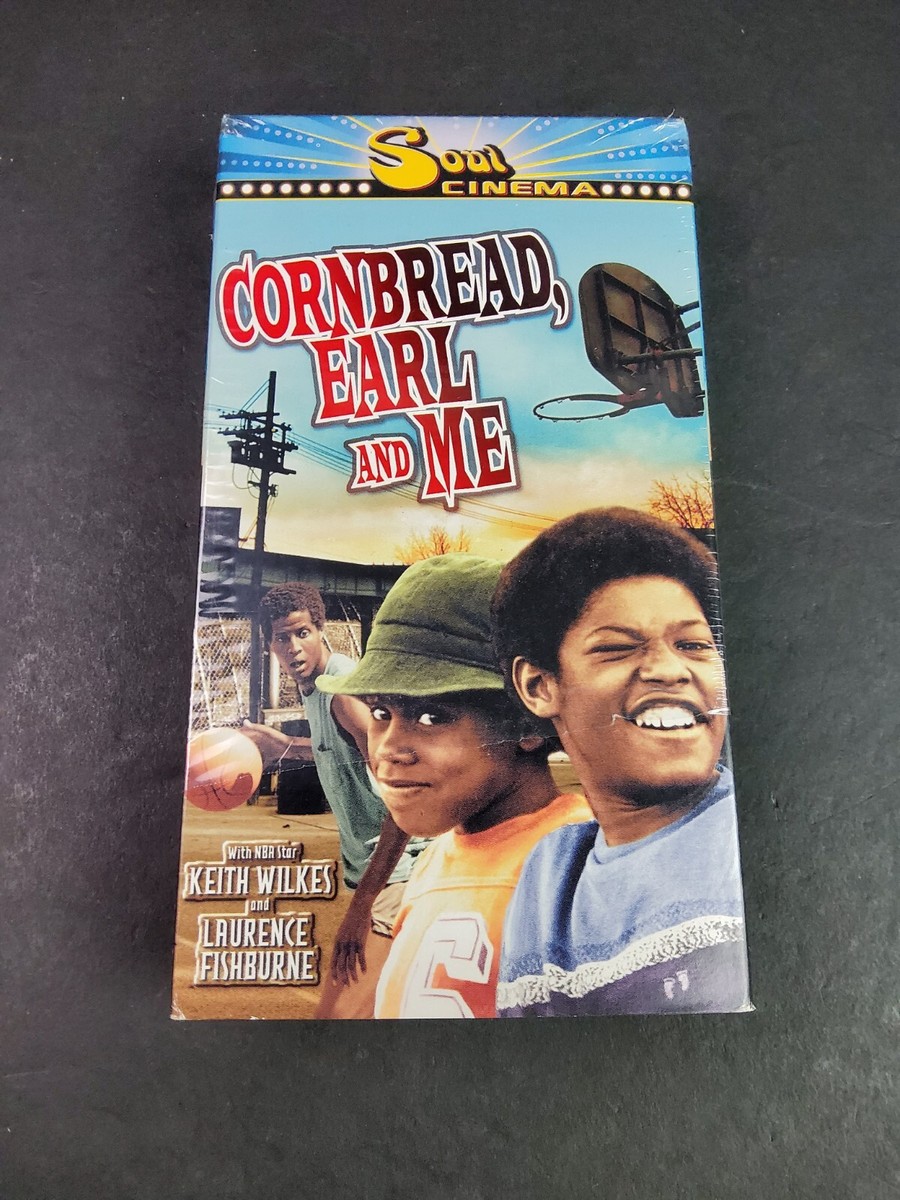 Soul
CINEMA
CORNBREAD,
EARL
AND ME
With NBA Star
KEITH WILKES
and
LAURENCE
FISHBURNE